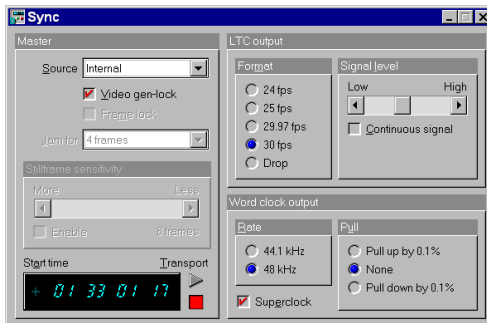 Sync
Master
Source Internal
Video gen-lock
Frame lock
Jam for 4 frames
Stillframe sensitivity
More Less
Enable 6 frames
Start time Transport
+ 01 33 01 17
LTC output
Format
24 fps
25 fps
29.97 fps
30 fps
Drop
Signal level
Low High
Continuous signal
Word clock output
Rate
44.1 kHz
48 kHz
Superclock
Pull
Pull up by 0.1%
None
Pull down by 0.1%